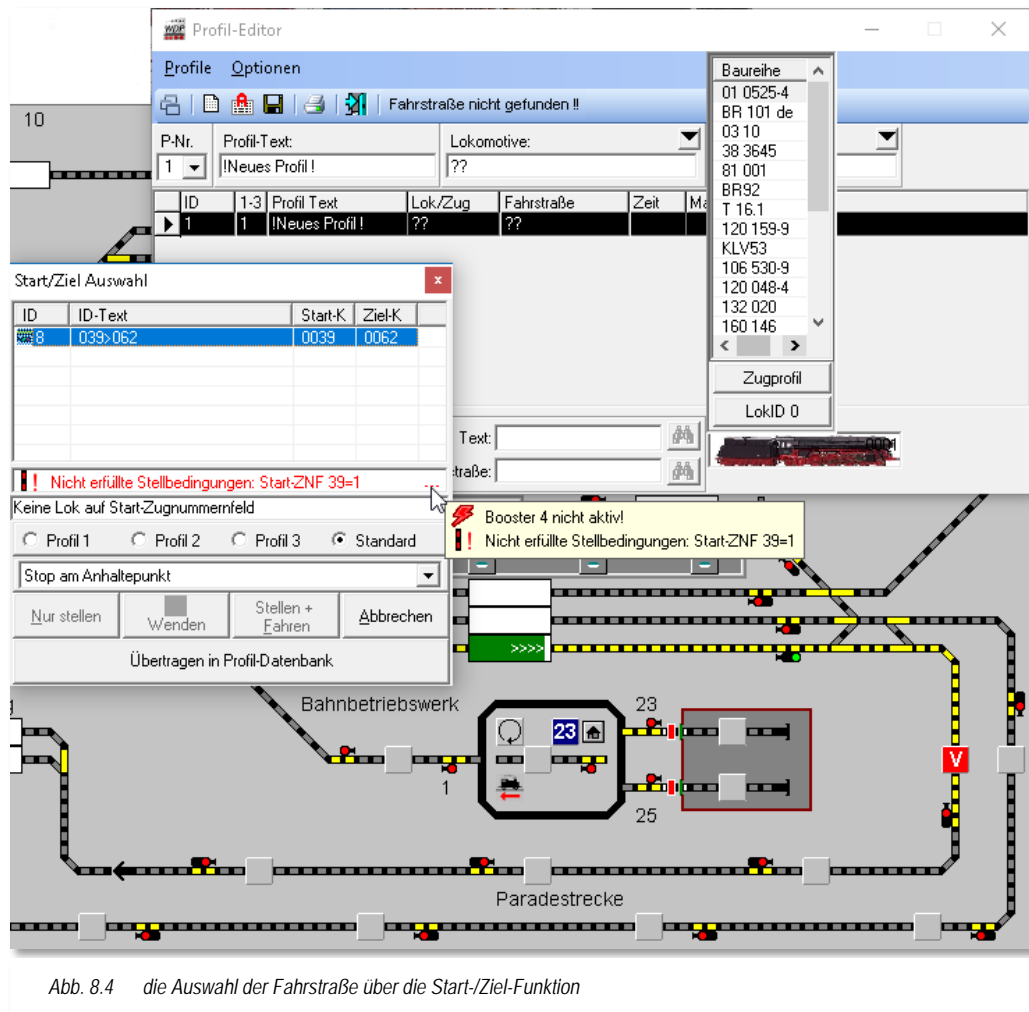 WDP Profil-Editor
Profile Optionen
Fahrstraße nicht gefunden !!
P-Nr. Profil-Text: Lokomotive:
1 !Neues Profil ! ??
ID 1-3 Profil Text Lok/Zug Fahrstraße Zeit Ma
1 1 !Neues Profil ! ?? ??
Baureihe
01 0525-4
BR 101 de
03 10
38 3645
81 001
BR92
T 16.1
120 159-9
KLV53
106 530-9
120 048-4
132 020
160 146
Zugprofil
LokID 0
Text:
straße:
10
Start/Ziel Auswahl
ID ID-Text Start-K Ziel-K
8 039>062 0039 0062
! Nicht erfüllte Stellbedingungen: Start-ZNF 39=1 ...
Keine Lok auf Start-Zugnummernfeld
Profil 1 Profil 2 Profil 3 Standard
Stop am Anhaltepunkt
Nur stellen Wenden Stellen + Fahren Abbrechen
Übertragen in Profil-Datenbank
Booster 4 nicht aktiv!
! Nicht erfüllte Stellbedingungen: Start-ZNF 39=1
>>>>
Bahnbetriebswerk
23
23
1
25
V
Paradestrecke
Abb. 8.4 die Auswahl der Fahrstraße über die Start-/Ziel-Funktion